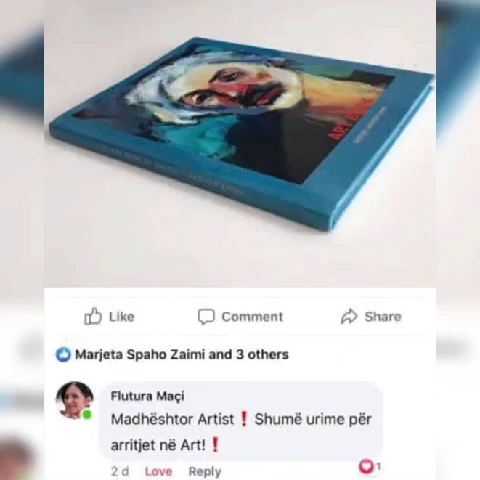 Like
Comment
Share
Marjeta Spaho Zaimi and 3 others
Flutura Maçi
Madhështor Artist❗ Shumë urime për
arritjet në Art!❗
2 d Love Reply
1